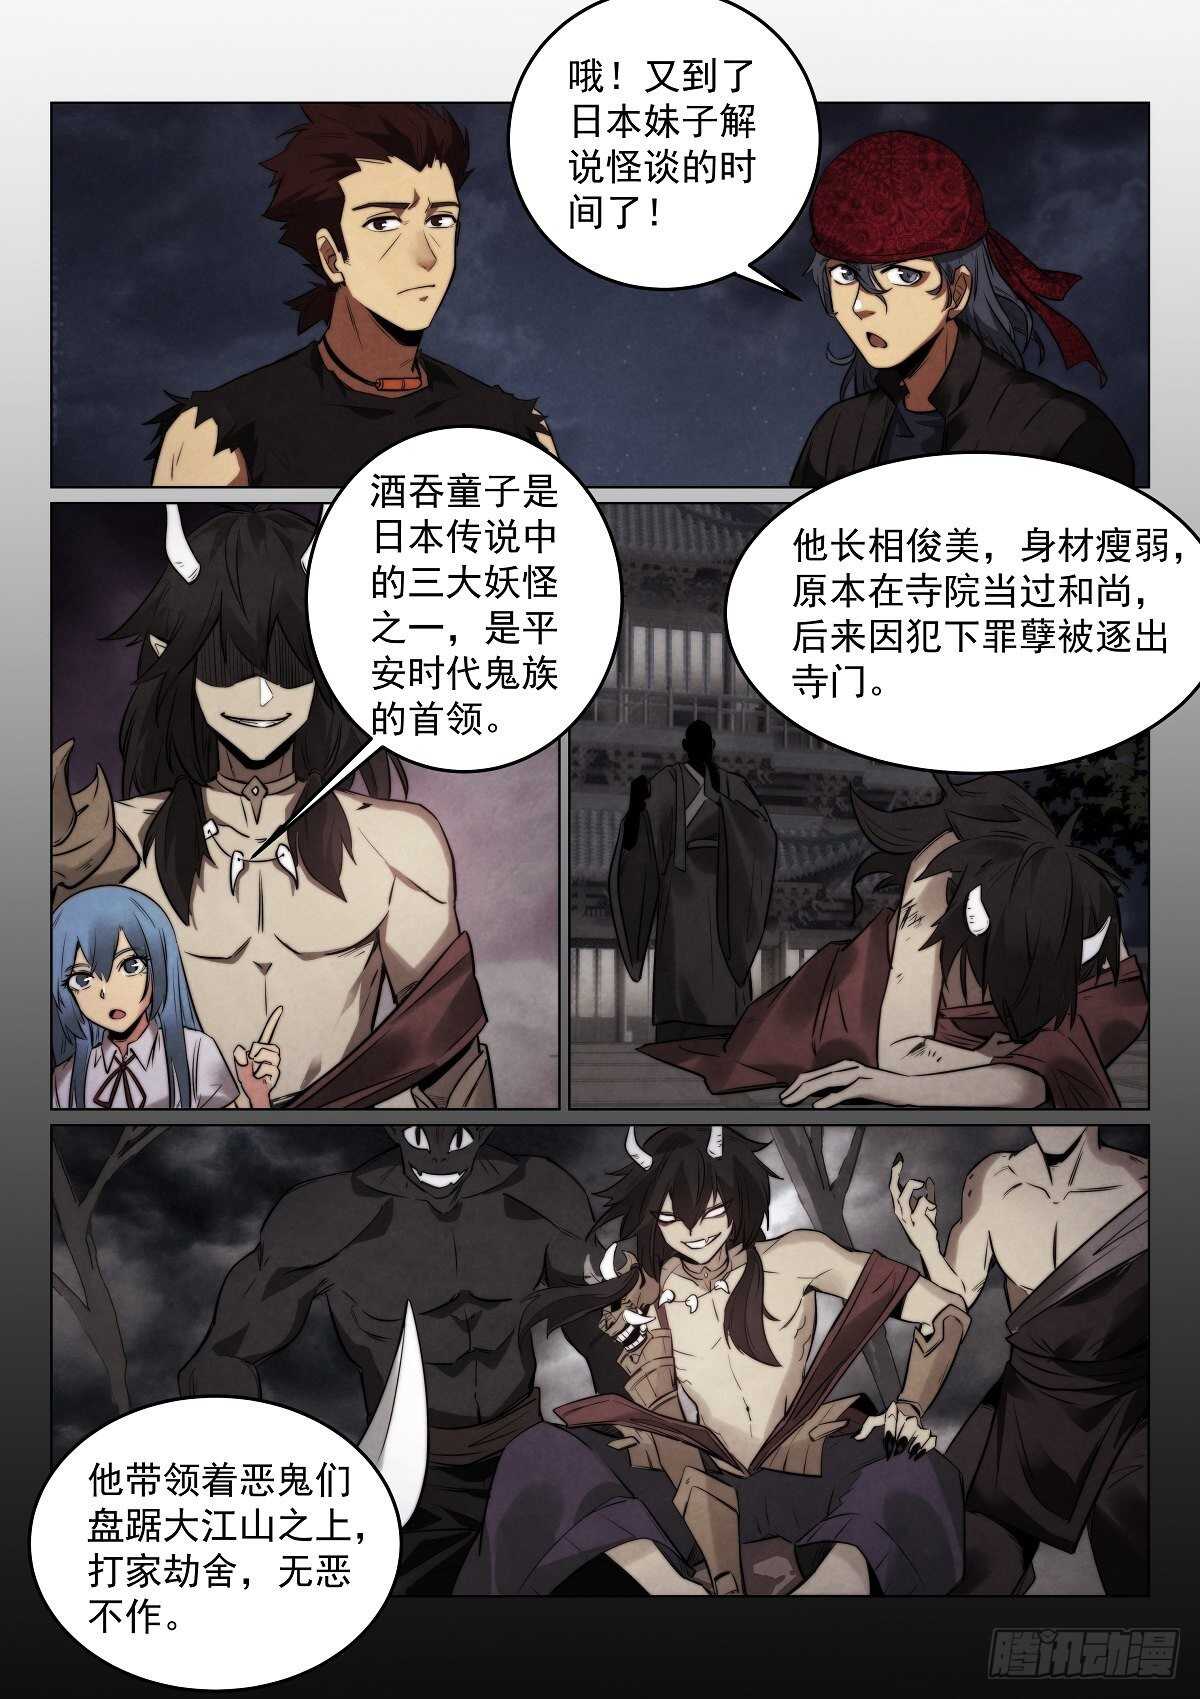 哦！又到了
日本妹子解
说怪谈的时
间了！
酒吞童子是
日本传说中
的三大妖怪
之一，是平
安时代鬼族
的首领。
他长相俊美，身材瘦弱，
原本在寺院当过和尚，
后来因犯下罪孽被逐出
寺门。
他带领着恶鬼们
盘踞大江山之上，
打家劫舍，无恶
不作。
腾讯动漫